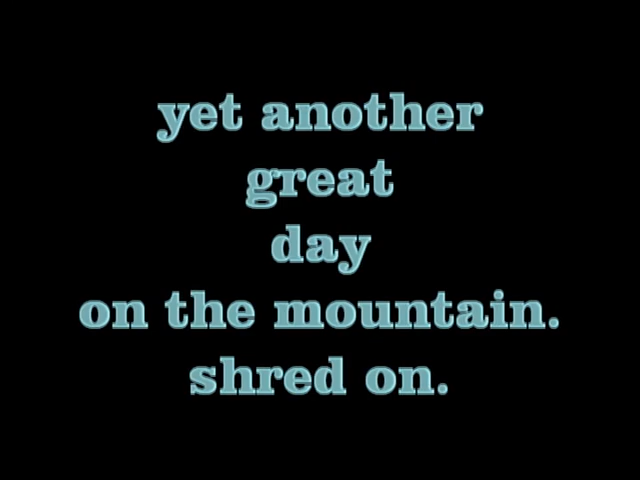 yet another
great
day
on the mountain.
shred on.